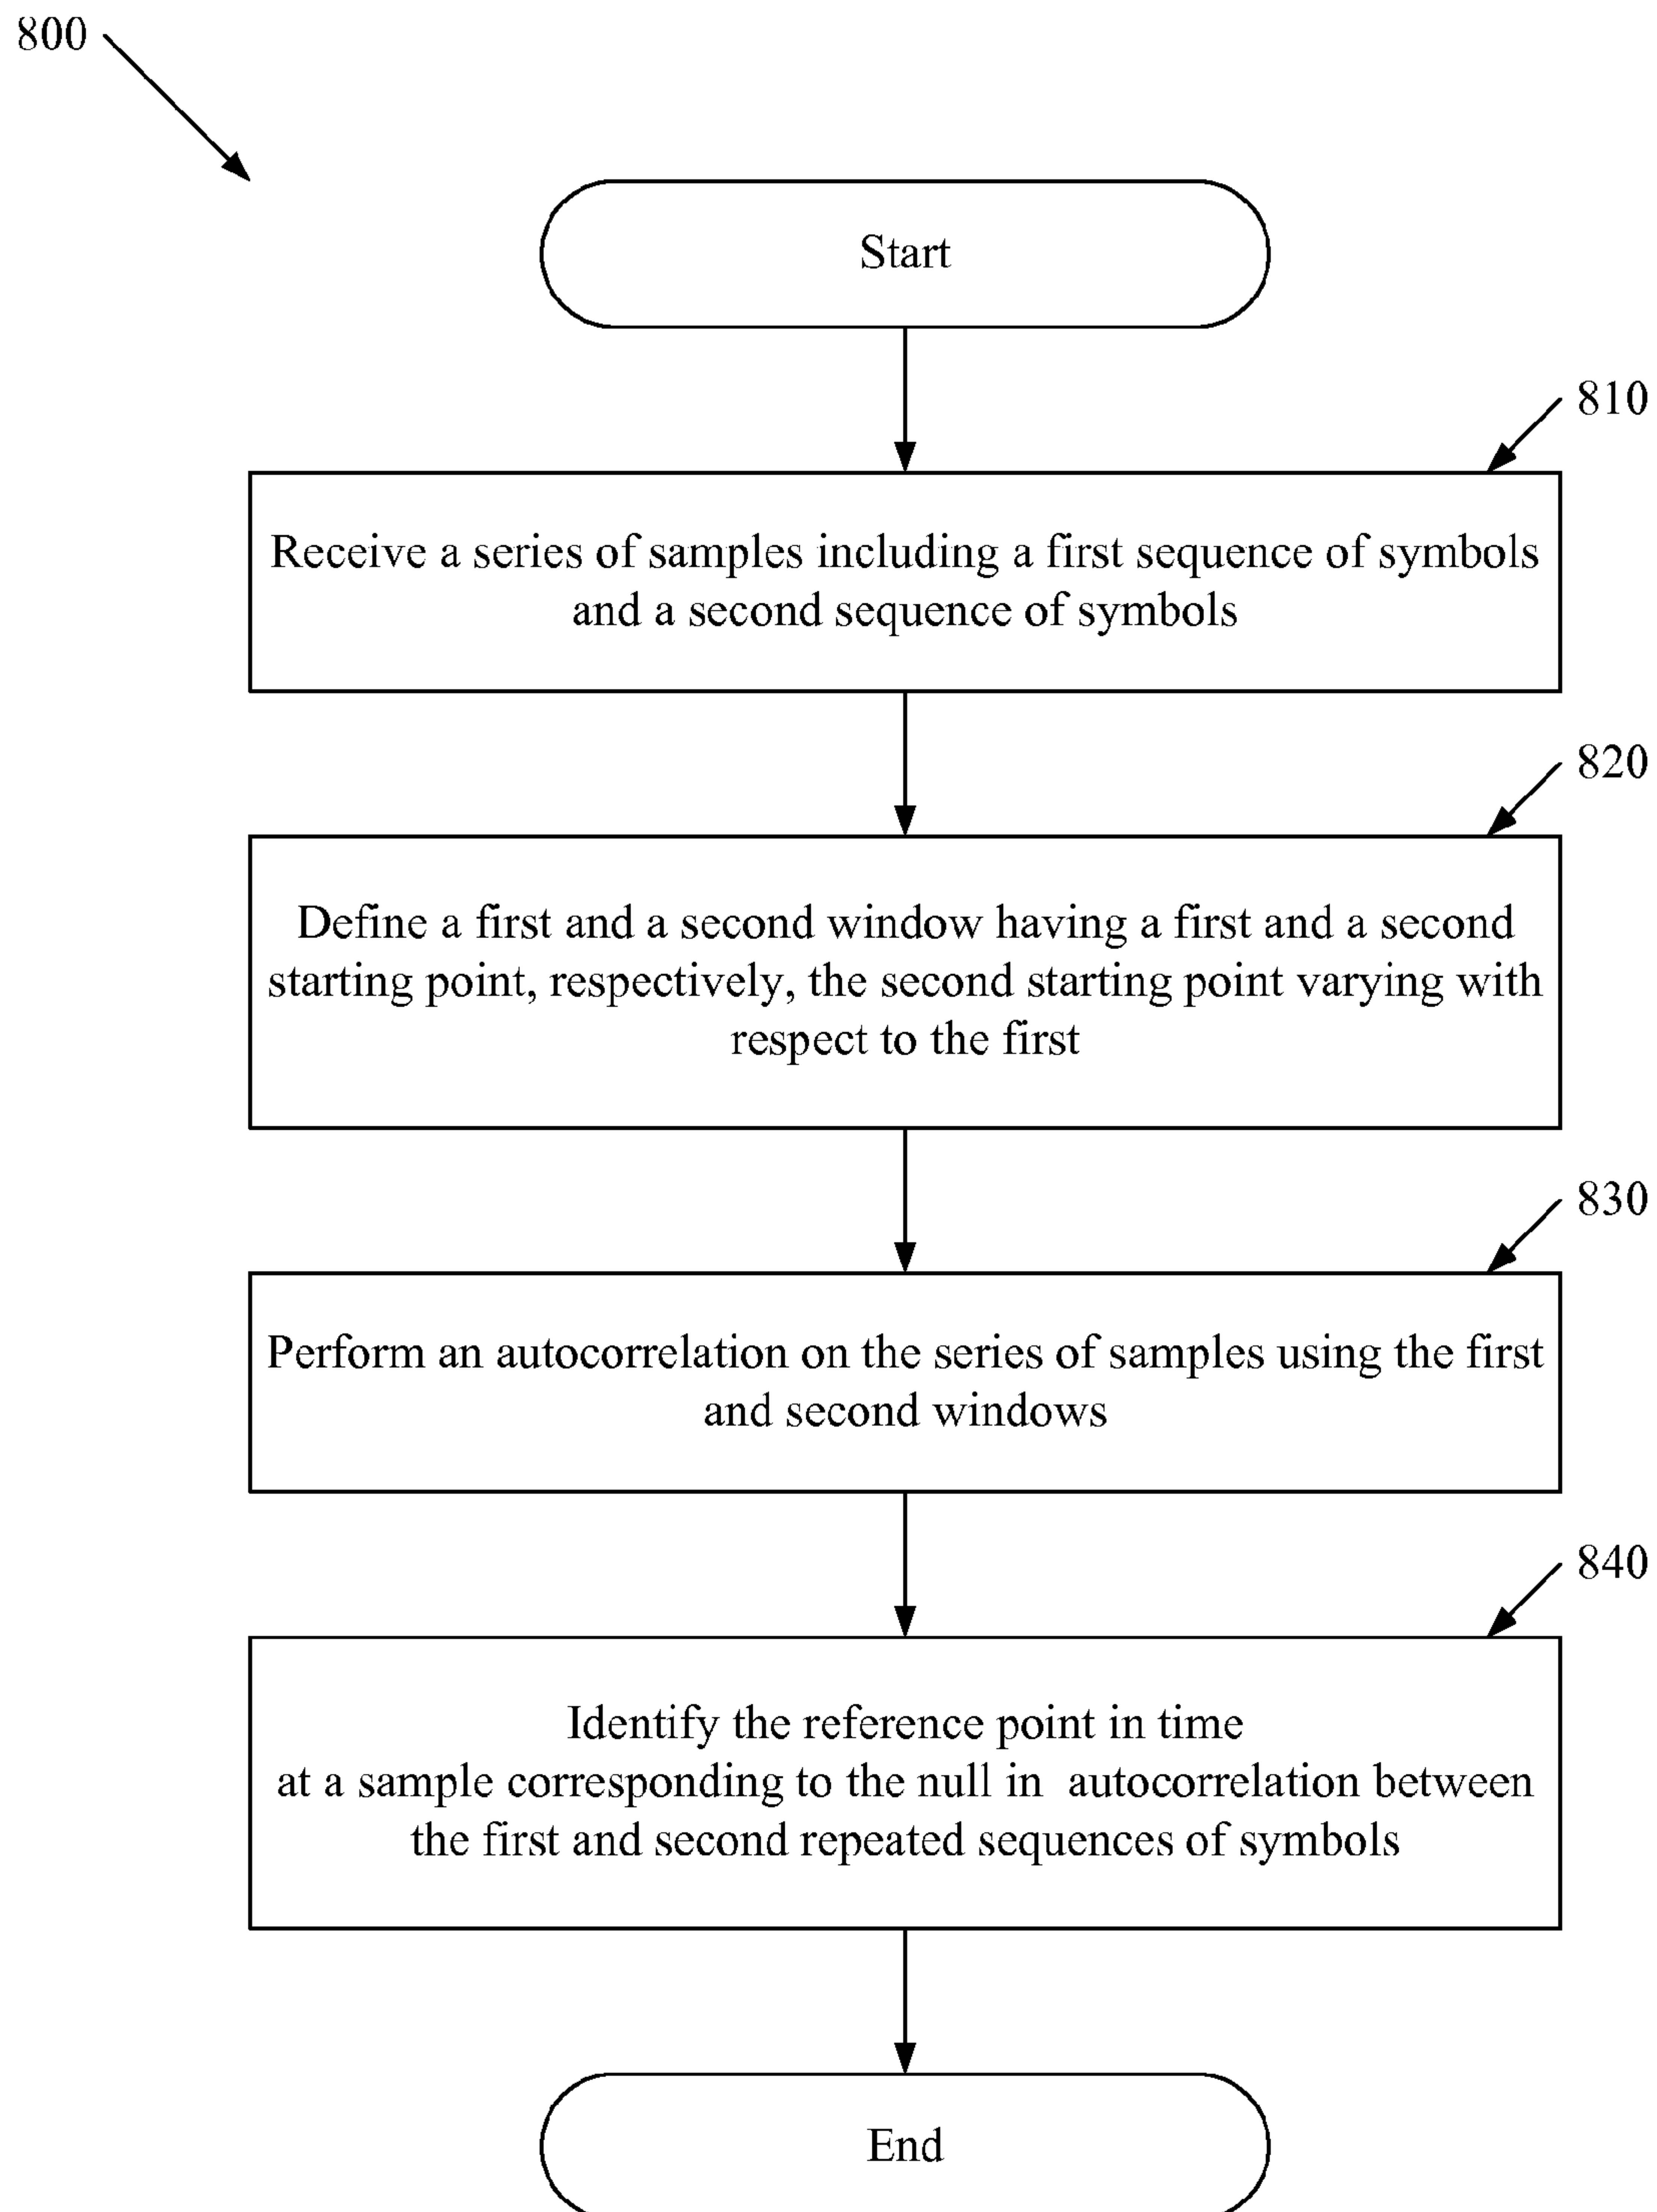 800
Start
810
Receive a series of samples including a first sequence of symbols
and a second sequence of symbols
820
Define a first and a second window having a first and a second
starting point, respectively, the second starting point varying with
respect to the first
830
Perform an autocorrelation on the series of samples using the first
and second windows
840
Identify the reference point in time
at a sample corresponding to the null in autocorrelation between
the first and second repeated sequences of symbols
End